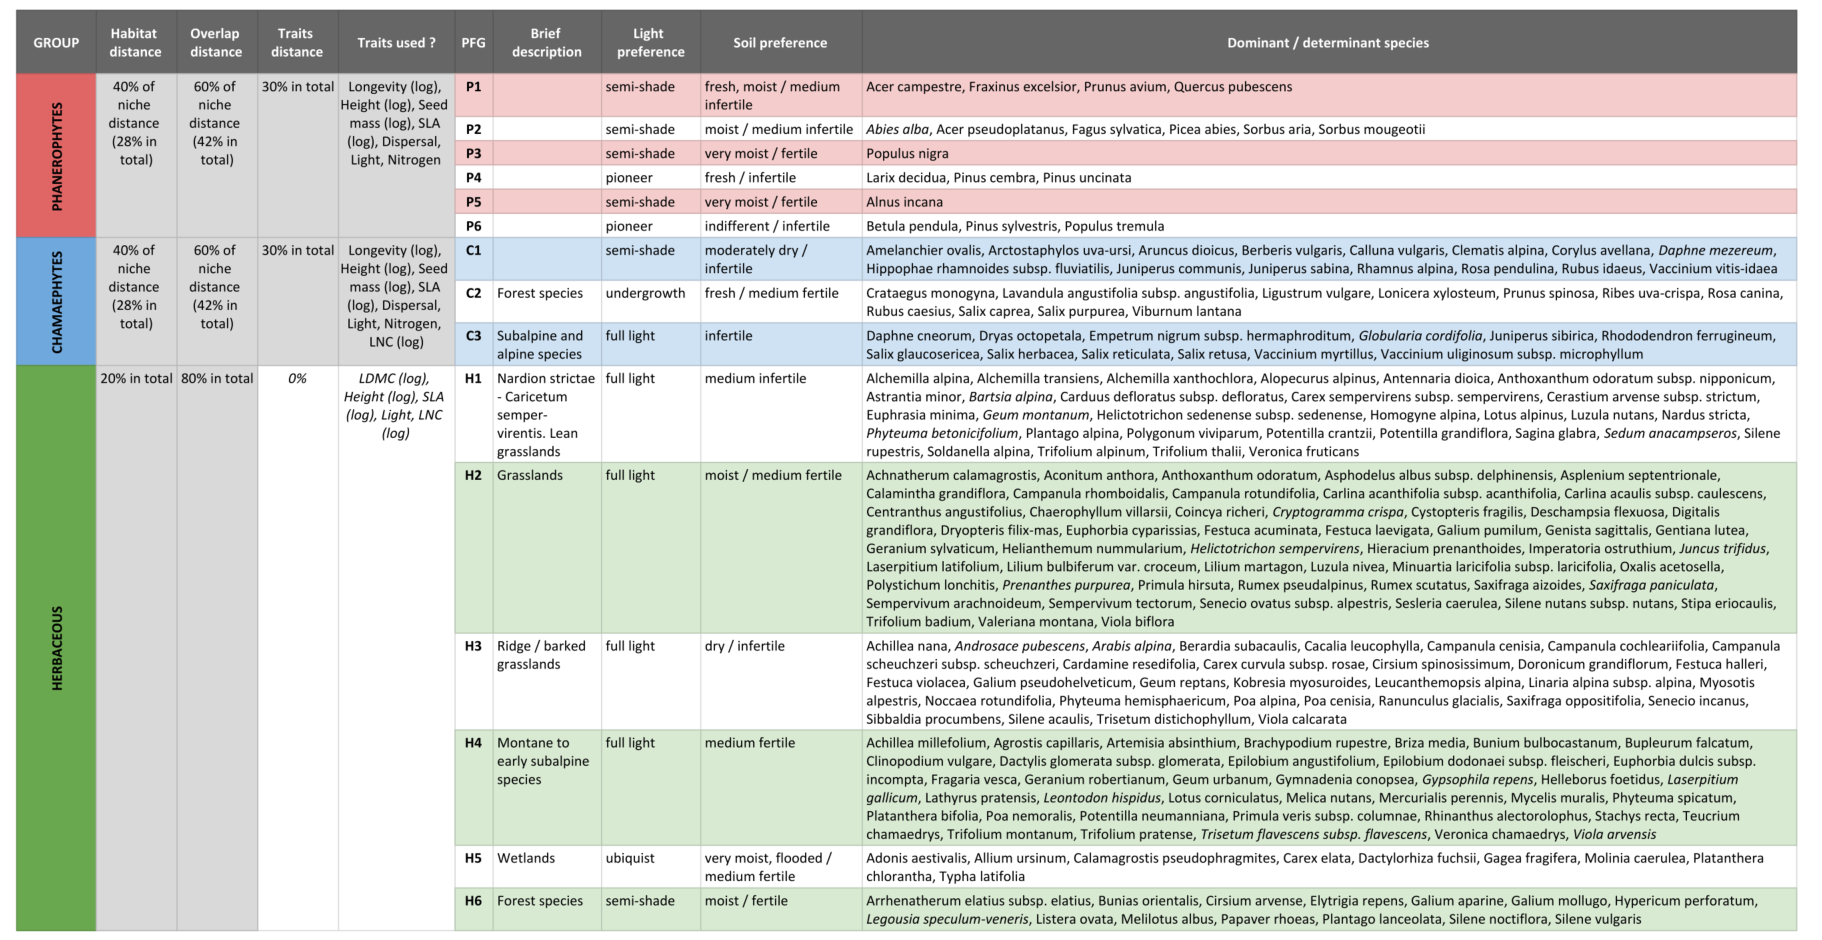 GROUP
Habitat distance
Overlap distance
Traits distance
Traits used ?
PFG
Brief description
Light preference
Soil preference
Dominant / determinant species
PHANEROPHYTES
40% of
niche
distance
(28% in
total)
60% of
niche
distance
(42% in
total)
30% in total
Longevity (log),
Height (log), Seed
mass (log), SLA
(log), Dispersal,
Light, Nitrogen
P1
semi-shade
fresh, moist / medium
infertile
Acer campestre, Fraxinus excelsior, Prunus avium, Quercus pubescens
P2
semi-shade
moist / medium infertile
Abies alba, Acer pseudoplatanus, Fagus sylvatica, Picea abies, Sorbus aria, Sorbus mougeotii
P3
semi-shade
very moist / fertile
Populus nigra
P4
pioneer
fresh / infertile
Larix decidua, Pinus cembra, Pinus uncinata
P5
semi-shade
very moist / fertile
Alnus incana
P6
pioneer
indifferent / infertile
Betula pendula, Pinus sylvestris, Populus tremula
CHAMAEPHYTES
40% of
niche
distance
(28% in
total)
60% of
niche
distance
(42% in
total)
30% in total
Longevity (log),
Height (log), Seed
mass (log), SLA
(log), Dispersal,
Light, Nitrogen,
LNC (log)
C1
semi-shade
moderately dry /
infertile
Amelanchier ovalis, Arctostaphylos uva-ursi, Aruncus dioicus, Berberis vulgaris, Calluna vulgaris, Clematis alpina, Corylus avellana, Daphne mezereum,
Hippophae rhamnoides subsp. fluviatilis, Juniperus communis, Juniperus sabina, Rhamnus alpina, Rosa pendulina, Rubus idaeus, Vaccinium vitis-idaea
C2
Forest species
undergrowth
fresh / medium fertile
Crataegus monogyna, Lavandula angustifolia subsp. angustifolia, Ligustrum vulgare, Lonicera xylosteum, Prunus spinosa, Ribes uva-crispa, Rosa canina,
Rubus caesius, Salix caprea, Salix purpurea, Viburnum lantana
C3
Subalpine and
alpine species
full light
infertile
Daphne cneorum, Dryas octopetala, Empetrum nigrum subsp. hermaphroditum, Globularia cordifolia, Juniperus sibirica, Rhododendron ferrugineum,
Salix glaucosericea, Salix herbacea, Salix reticulata, Salix retusa, Vaccinium myrtillus, Vaccinium uliginosum subsp. microphyllum
HERBACEOUS
20% in total
80% in total
0%
LDMC (log),
Height (log), SLA
(log), Light, LNC
(log)
H1
Nardion strictae
- Caricetum
semper-
virentis. Lean
grasslands
full light
medium infertile
Alchemilla alpina, Alchemilla transiens, Alchemilla xanthochlora, Alopecurus alpinus, Antennaria dioica, Anthoxanthum odoratum subsp. nipponicum,
Astrantia minor, Bartsia alpina, Carduus defloratus subsp. defloratus, Carex sempervirens subsp. sempervirens, Cerastium arvense subsp. strictum,
Euphrasia minima, Geum montanum, Helictotrichon sedenense subsp. sedenense, Homogyne alpina, Lotus alpinus, Luzula nutans, Nardus stricta,
Phyteuma betonicifolium, Plantago alpina, Polygonum viviparum, Potentilla crantzii, Potentilla grandiflora, Sagina glabra, Sedum anacampseros, Silene
rupestris, Soldanella alpina, Trifolium alpinum, Trifolium thalii, Veronica fruticans
H2
Grasslands
full light
moist / medium fertile
Achnatherum calamagrostis, Aconitum anthora, Anthoxanthum odoratum, Asphodelus albus subsp. delphinensis, Asplenium septentrionale,
Calamintha grandiflora, Campanula rhomboidalis, Campanula rotundifolia, Carlina acanthifolia subsp. acanthifolia, Carlina acaulis subsp. caulescens,
Centranthus angustifolius, Chaerophyllum villarsii, Coincya richeri, Cryptogramma crispa, Cystopteris fragilis, Deschampsia flexuosa, Digitalis
grandiflora, Dryopteris filix-mas, Euphorbia cyparissias, Festuca acuminata, Festuca laevigata, Galium pumilum, Genista sagittalis, Gentiana lutea,
Geranium sylvaticum, Helianthemum nummularium, Helictotrichon sempervirens, Hieracium prenanthoides, Imperatoria ostruthium, Juncus trifidus,
Laserpitium latifolium, Lilium bulbiferum var. croceum, Lilium martagon, Luzula nivea, Minuartia laricifolia subsp. laricifolia, Oxalis acetosella,
Polystichum lonchitis, Prenanthes purpurea, Primula hirsuta, Rumex pseudalpinus, Rumex scutatus, Saxifraga aizoides, Saxifraga paniculata,
Sempervivum arachnoideum, Sempervivum tectorum, Senecio ovatus subsp. alpestris, Sesleria caerulea, Silene nutans subsp. nutans, Stipa eriocaulis,
Trifolium badium, Valeriana montana, Viola biflora
H3
Ridge / barked
grasslands
full light
dry / infertile
Achillea nana, Androsace pubescens, Arabis alpina, Berardia subacaulis, Cacalia leucophylla, Campanula cenisia, Campanula cochleariifolia, Campanula
scheuchzeri subsp. scheuchzeri, Cardamine resedifolia, Carex curvula subsp. rosae, Cirsium spinosissimum, Doronicum grandiflorum, Festuca halleri,
Festuca violacea, Galium pseudohelveticum, Geum reptans, Kobresia myosuroides, Leucanthemopsis alpina, Linaria alpina subsp. alpina, Myosotis
alpestris, Noccaea rotundifolia, Phyteuma hemisphaericum, Poa alpina, Poa cenisia, Ranunculus glacialis, Saxifraga oppositifolia, Senecio incanus,
Sibbaldia procumbens, Silene acaulis, Trisetum distichophyllum, Viola calcarata
H4
Montane to
early subalpine
species
full light
medium fertile
Achillea millefolium, Agrostis capillaris, Artemisia absinthium, Brachypodium rupestre, Briza media, Bunium bulbocastanum, Bupleurum falcatum,
Clinopodium vulgare, Dactylis glomerata subsp. glomerata, Epilobium angustifolium, Epilobium dodonaei subsp. fleischeri, Euphorbia dulcis subsp.
incompta, Fragaria vesca, Geranium robertianum, Geum urbanum, Gymnadenia conopsea, Gypsophila repens, Helleborus foetidus, Laserpitium
gallicum, Lathyrus pratensis, Leontodon hispidus, Lotus corniculatus, Melica nutans, Mercurialis perennis, Mycelis muralis, Phyteuma spicatum,
Platanthera bifolia, Poa nemoralis, Potentilla neumanniana, Primula veris subsp. columnae, Rhinanthus alectorolophus, Stachys recta, Teucrium
chamaedrys, Trifolium montanum, Trifolium pratense, Trisetum flavescens subsp. flavescens, Veronica chamaedrys, Viola arvensis
H5
Wetlands
ubiquist
very moist, flooded /
medium fertile
Adonis aestivalis, Allium ursinum, Calamagrostis pseudophragmites, Carex elata, Dactylorhiza fuchsii, Gagea fragifera, Molinia caerulea, Platanthera
chlorantha, Typha latifolia
H6
Forest species
semi-shade
moist / fertile
Arrhenatherum elatius subsp. elatius, Bunias orientalis, Cirsium arvense, Elytrigia repens, Galium aparine, Galium mollugo, Hypericum perforatum,
Legousia speculum-veneris, Listera ovata, Melilotus albus, Papaver rhoeas, Plantago lanceolata, Silene noctiflora, Silene vulgaris